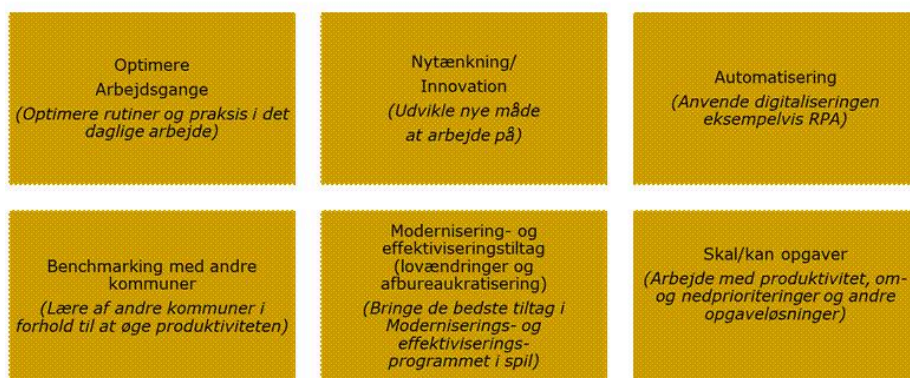 Optimere
Arbejdsgange
(Optimere rutiner og praksis i det
daglige arbejde)
Nytænkning/
Innovation
(Udvikle nye måde
at arbejde på)
Automatisering
(Anvende digitaliseringen
eksempelvis RPA)
Benchmarking med andre
kommuner
(Lære af andre kommuner i
forhold til at øge produktiviteten)
Modernisering- og
effektiviseringstiltag
(lovændringer og
afbureaukratisering)
(Bringe de bedste tiltag i
Moderniserings- og
effektiviserings-
programmet i spil)
Skal/kan opgaver
(Arbejde med produktivitet, om-
og nedprioriteringer og andre
opgaveløsninger)